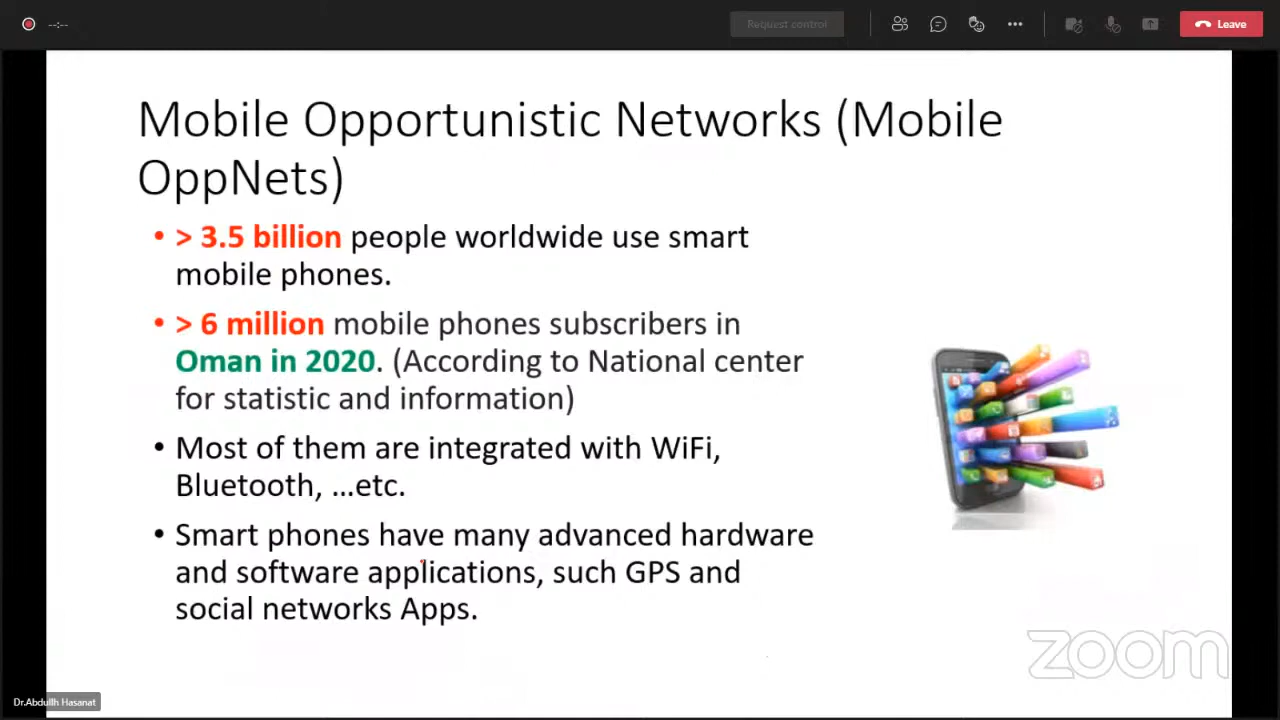 --:--
Request control
Leave
Mobile Opportunistic Networks (Mobile
OppNets)
• > 3.5 billion people worldwide use smart
mobile phones.
• > 6 million mobile phones subscribers in
Oman in 2020. (According to National center
for statistic and information)
• Most of them are integrated with WiFi,
Bluetooth, …etc.
• Smart phones have many advanced hardware
and software applications, such GPS and
social networks Apps.
zoom
Dr.Abdullh Hasanat